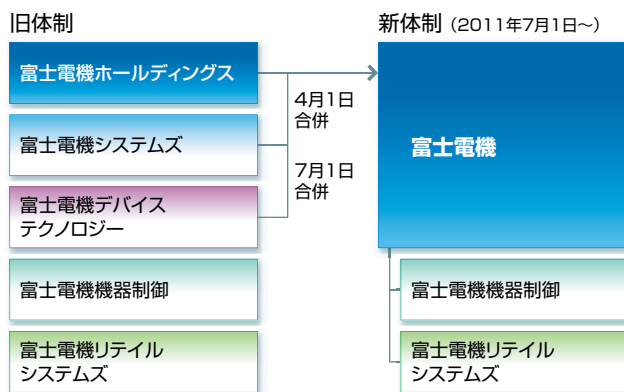 旧体制
富士電機ホールディングス
富士電機システムズ
富士電機デバイス
テクノロジー
富士電機機器制御
富士電機リテイル
システムズ
4月1日
合併
7月1日
合併
新体制（2011年7月1日～）
富士電機
富士電機機器制御
富士電機リテイル
システムズ